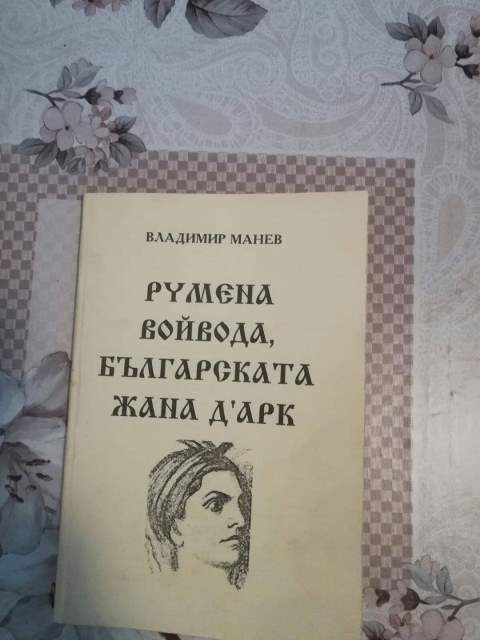 ВЛАДИМИР МАНЕВ
РУМЕНА
ВОЙВОДА,
БЪЛГАРСКАТА
ЖАНА Д'АРК